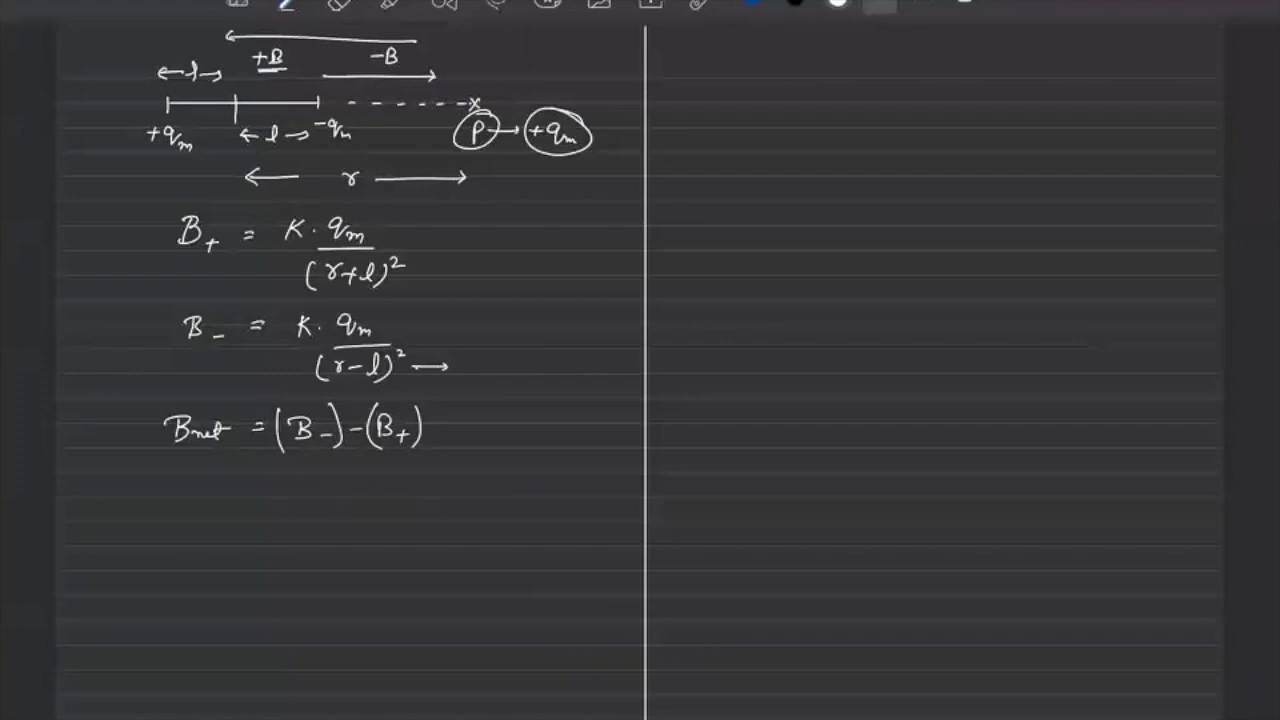 +B -B
l
+qm l -qm P → +qm
r
B+ = K · qm / (r+l)²
B- = K · qm / (r-l)² →
Bnet = (B-) - (B+)